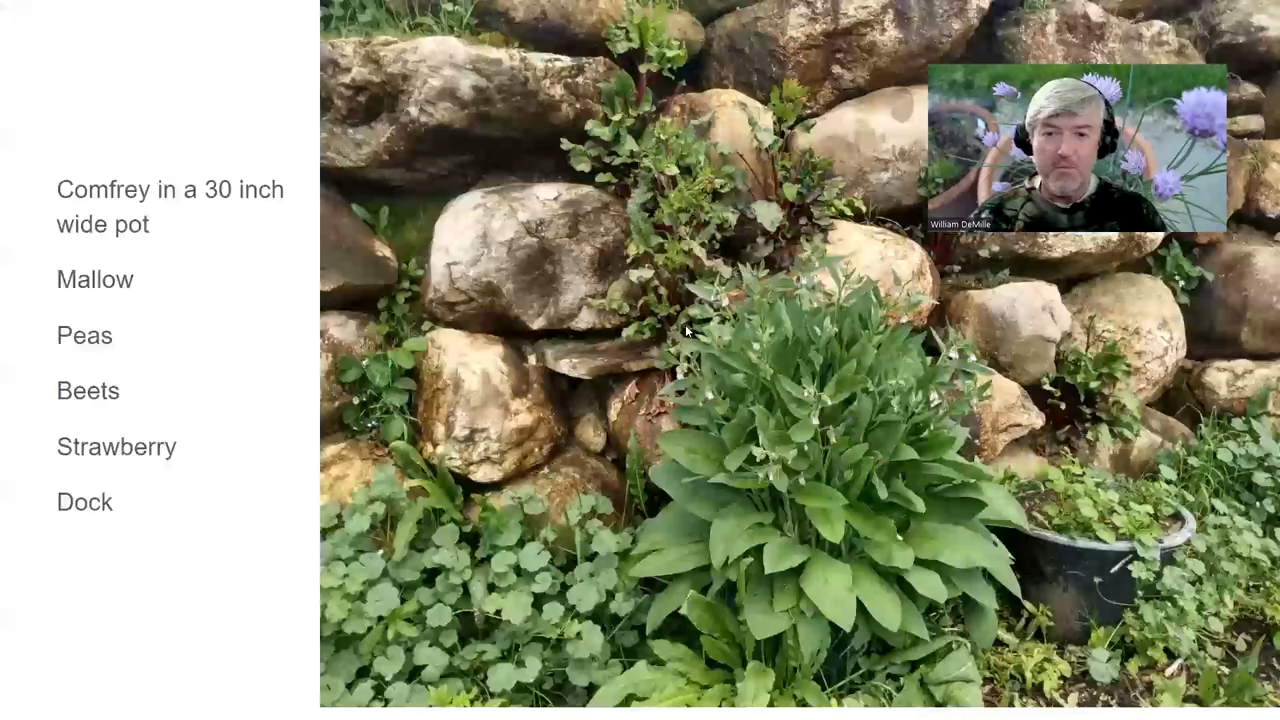 Comfrey in a 30 inch
wide pot
Mallow
Peas
Beets
Strawberry
Dock
William DeMille